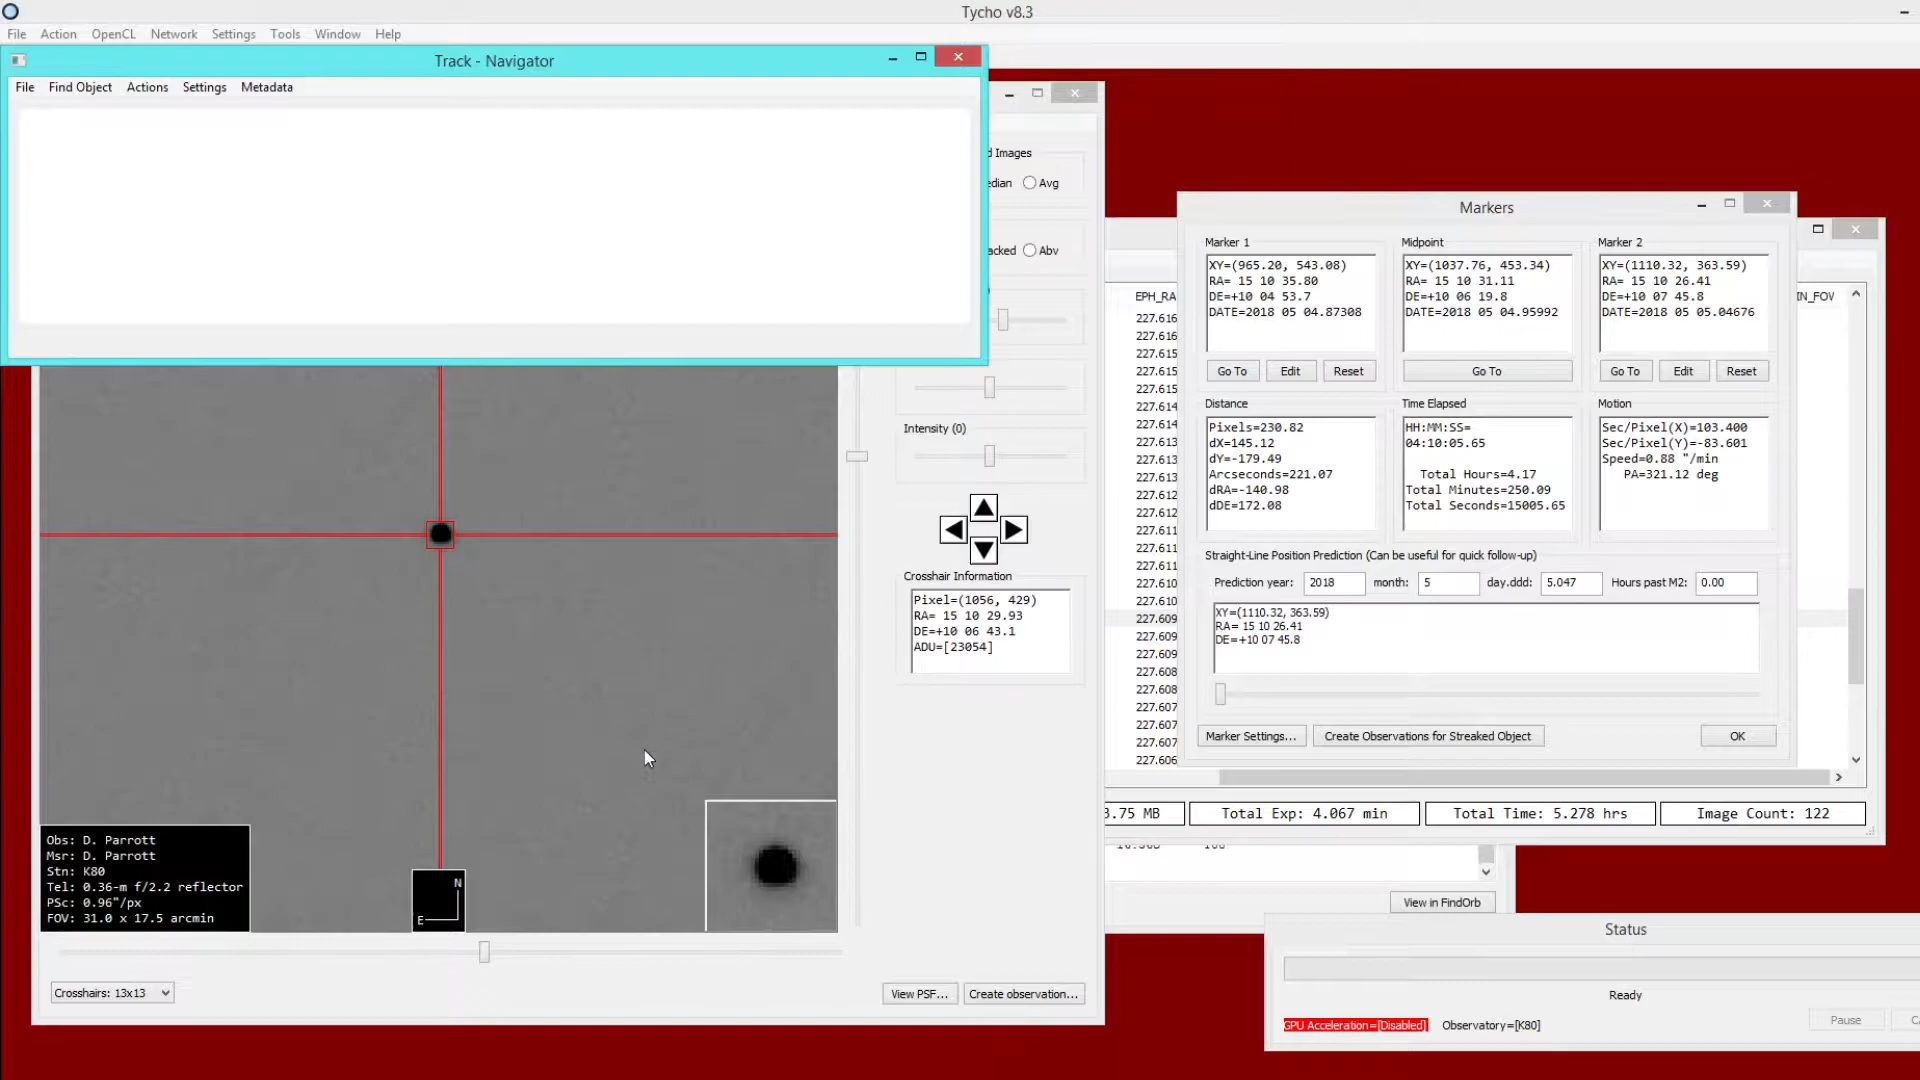 Tycho v8.3
File Action OpenCL Network Settings Tools Window Help
Track - Navigator
File Find Object Actions Settings Metadata
d Images
edian Avg
acked Abv
Intensity (0)
Crosshair Information
Pixel=(1056, 429)
RA= 15 10 29.93
DE=+10 06 43.1
ADU=[23054]
Obs: D. Parrott
Msr: D. Parrott
Stn: K80
Tel: 0.36-m f/2.2 reflector
PSc: 0.96"/px
FOV: 31.0 x 17.5 arcmin
N
E
Crosshairs: 13x13
View PSF...
Create observation...
EPH_RA
IN_FOV
227.616
227.616
227.615
227.615
227.615
227.614
227.614
227.613
227.613
227.613
227.612
227.612
227.611
227.611
227.611
227.610
227.610
227.609
227.609
227.609
227.608
227.608
227.607
227.607
227.607
227.606
Markers
Marker 1
XY=(965.20, 543.08)
RA= 15 10 35.80
DE=+10 04 53.7
DATE=2018 05 04.87308
Go To Edit Reset
Midpoint
XY=(1037.76, 453.34)
RA= 15 10 31.11
DE=+10 06 19.8
DATE=2018 05 04.95992
Go To
Marker 2
XY=(1110.32, 363.59)
RA= 15 10 26.41
DE=+10 07 45.8
DATE=2018 05 05.04676
Go To Edit Reset
Distance
Pixels=230.82
dX=145.12
dY=-179.49
Arcseconds=221.07
dRA=-140.98
dDE=172.08
Time Elapsed
HH:MM:SS=
04:10:05.65
Total Hours=4.17
Total Minutes=250.09
Total Seconds=15005.65
Motion
Sec/Pixel(X)=103.400
Sec/Pixel(Y)=-83.601
Speed=0.88 "/min
PA=321.12 deg
Straight-Line Position Prediction (Can be useful for quick follow-up)
Prediction year: 2018 month: 5 day.ddd: 5.047 Hours past M2: 0.00
XY=(1110.32, 363.59)
RA= 15 10 26.41
DE=+10 07 45.8
Marker Settings... Create Observations for Streaked Object OK
3.75 MB Total Exp: 4.067 min Total Time: 5.278 hrs Image Count: 122
View in FindOrb
Status
Ready
GPU Acceleration=[Disabled] Observatory=[K80]
Pause